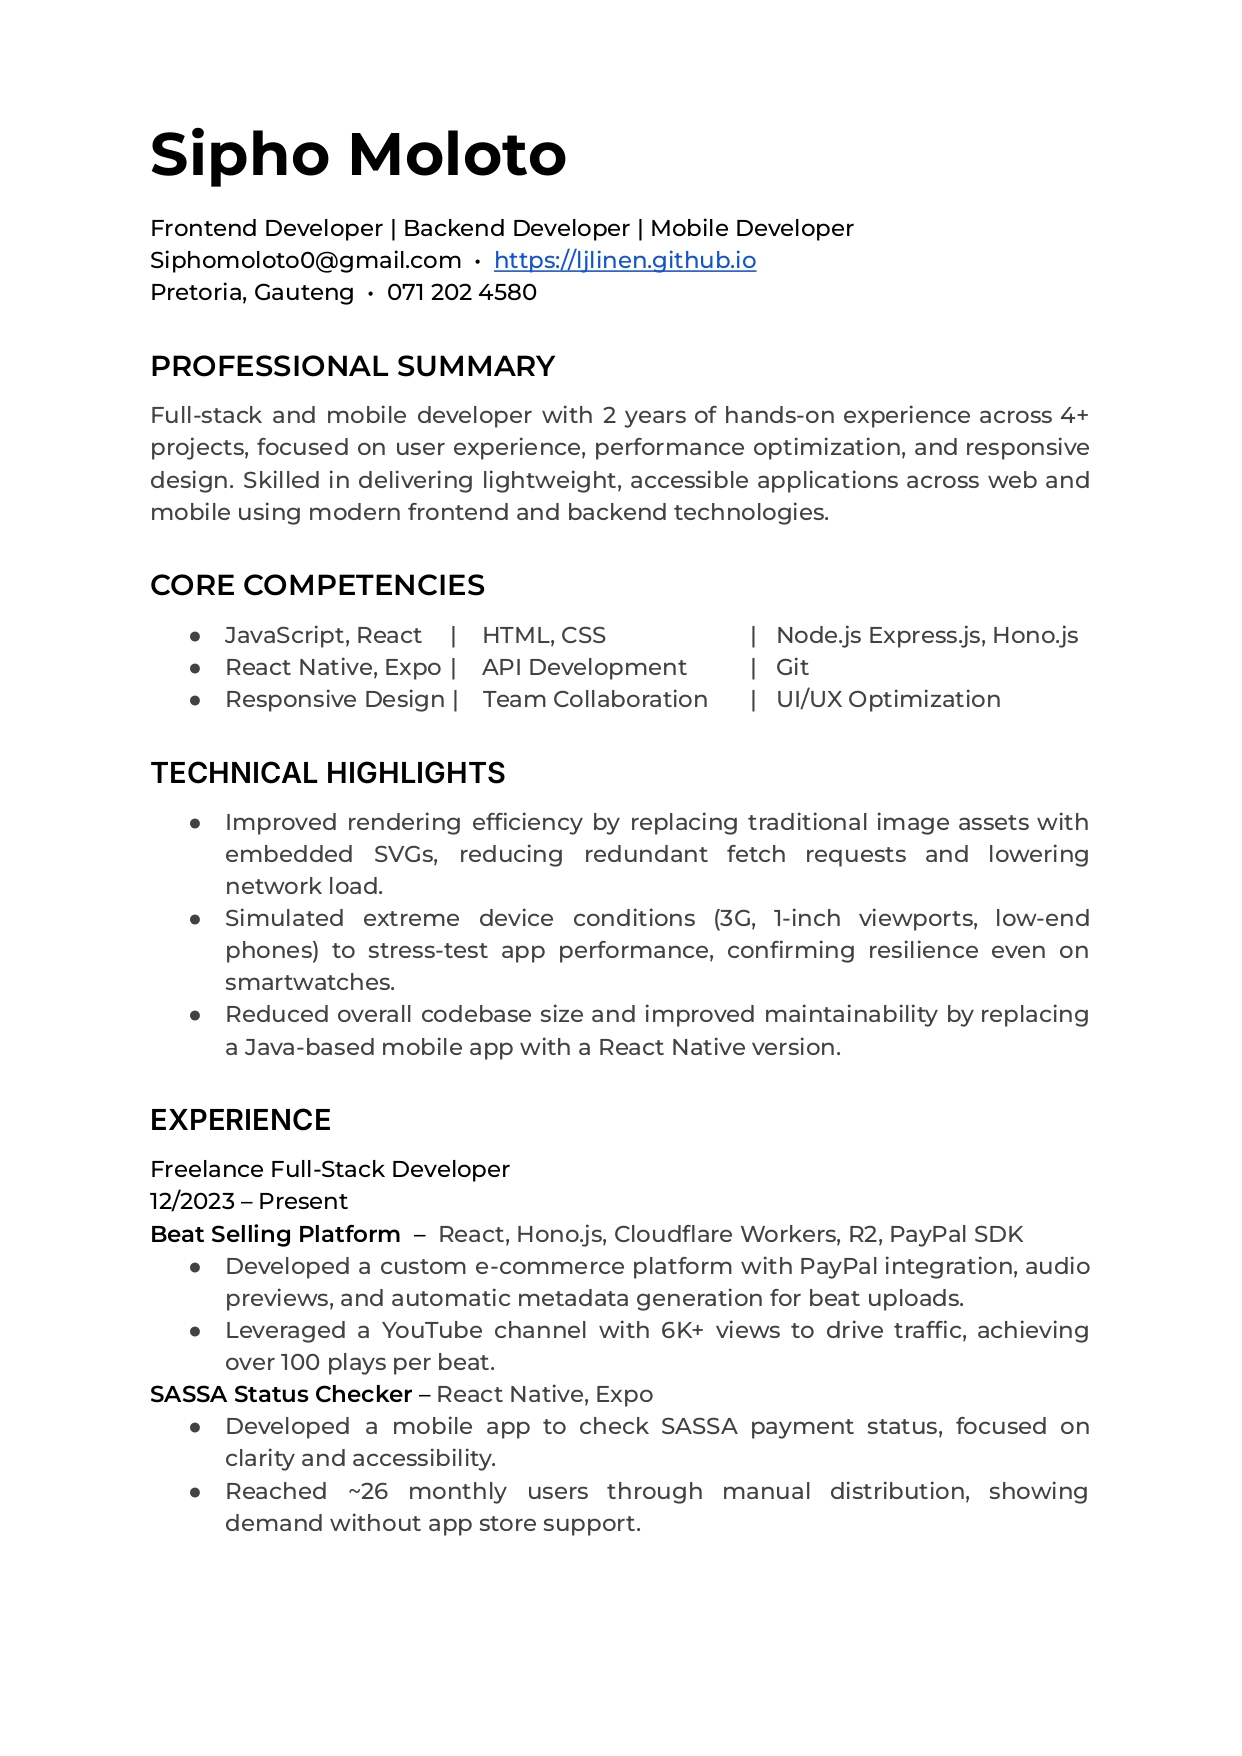 Sipho Moloto
Frontend Developer | Backend Developer | Mobile Developer
Siphomoloto0@gmail.com • https://ljlinen.github.io
Pretoria, Gauteng • 071 202 4580
PROFESSIONAL SUMMARY
Full-stack and mobile developer with 2 years of hands-on experience across 4+
projects, focused on user experience, performance optimization, and responsive
design. Skilled in delivering lightweight, accessible applications across web and
mobile using modern frontend and backend technologies.
CORE COMPETENCIES
● JavaScript, React | HTML, CSS | Node.js Express.js, Hono.js
● React Native, Expo | API Development | Git
● Responsive Design | Team Collaboration | UI/UX Optimization
TECHNICAL HIGHLIGHTS
● Improved rendering efficiency by replacing traditional image assets with
embedded SVGs, reducing redundant fetch requests and lowering
network load.
● Simulated extreme device conditions (3G, 1-inch viewports, low-end
phones) to stress-test app performance, confirming resilience even on
smartwatches.
● Reduced overall codebase size and improved maintainability by replacing
a Java-based mobile app with a React Native version.
EXPERIENCE
Freelance Full-Stack Developer
12/2023 – Present
Beat Selling Platform – React, Hono.js, Cloudflare Workers, R2, PayPal SDK
● Developed a custom e-commerce platform with PayPal integration, audio
previews, and automatic metadata generation for beat uploads.
● Leveraged a YouTube channel with 6K+ views to drive traffic, achieving
over 100 plays per beat.
SASSA Status Checker – React Native, Expo
● Developed a mobile app to check SASSA payment status, focused on
clarity and accessibility.
● Reached ~26 monthly users through manual distribution, showing
demand without app store support.